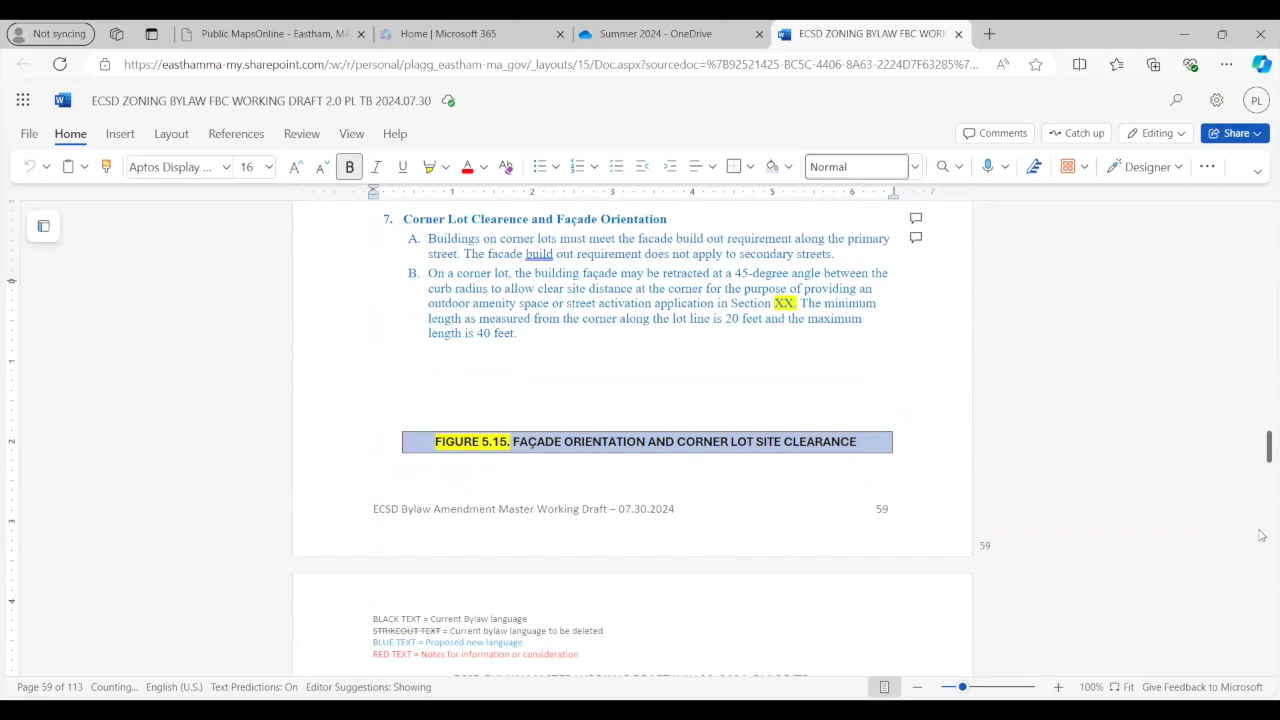 Not syncing
Public MapsOnline - Eastham, MA
Home | Microsoft 365
Summer 2024 - OneDrive
ECSD ZONING BYLAW FBC WORK
https://easthamma-my.sharepoint.com/:w:/r/personal/plagg_eastham-ma_gov/_layouts/15/Doc.aspx?sourcedoc=%7B92521425-BC5C-4406-8A63-2224D7F63285%7...
ECSD ZONING BYLAW FBC WORKING DRAFT 2.0 PL TB 2024.07.30
PL
File Home Insert Layout References Review View Help
Comments Catch up Editing Share
Aptos Display ... 16 B I U A Normal Designer
1 2 3 4 5 6 7
7. Corner Lot Clearence and Façade Orientation
A. Buildings on corner lots must meet the facade build out requirement along the primary
street. The facade build out requirement does not apply to secondary streets.
B. On a corner lot, the building façade may be retracted at a 45-degree angle between the
curb radius to allow clear site distance at the corner for the purpose of providing an
outdoor amenity space or street activation application in Section XX. The minimum
length as measured from the corner along the lot line is 20 feet and the maximum
length is 40 feet.
FIGURE 5.15. FAÇADE ORIENTATION AND CORNER LOT SITE CLEARANCE
ECSD Bylaw Amendment Master Working Draft – 07.30.2024 59
59
BLACK TEXT = Current Bylaw language
STRIKEOUT TEXT = Current bylaw language to be deleted
BLUE TEXT = Proposed new language
RED TEXT = Notes for information or consideration
Page 59 of 113 Counting... English (U.S.) Text Predictions: On Editor Suggestions: Showing 100% Fit Give Feedback to Microsoft